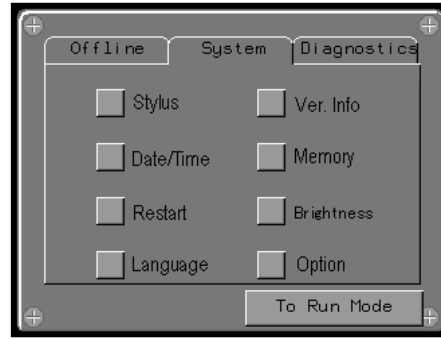 Offline System Diagnostics
Stylus Ver. Info
Date/Time Memory
Restart Brightness
Language Option
To Run Mode